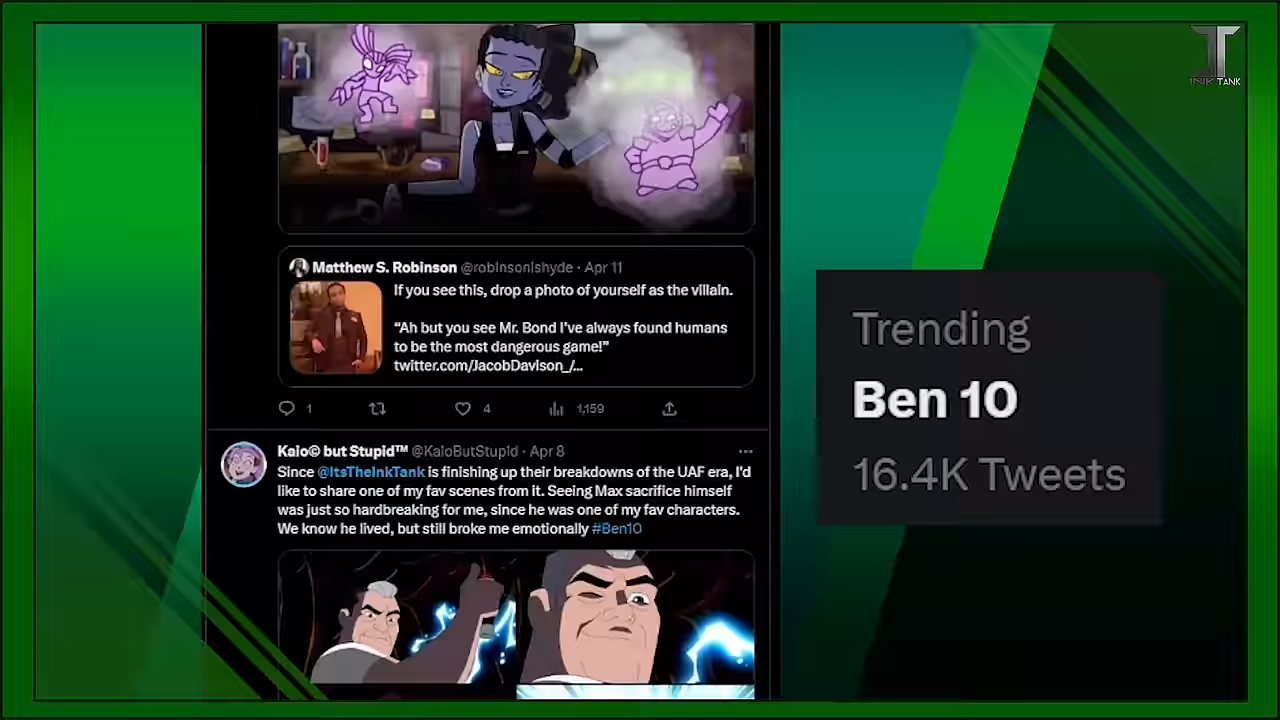 TNK TANK
Matthew S. Robinson @robinsonishyde · Apr 11
If you see this, drop a photo of yourself as the villain.
“Ah but you see Mr. Bond I've always found humans
to be the most dangerous game!”
twitter.com/JacobDavison_/...
1
4
1,159
Kaio© but Stupid™ @KaioButStupid · Apr 8
Since @ItsTheInkTank is finishing up their breakdowns of the UAF era, I'd
like to share one of my fav scenes from it. Seeing Max sacrifice himself
was just so hardbreaking for me, since he was one of my fav characters.
We know he lived, but still broke me emotionally #Ben10
Trending
Ben 10
16.4K Tweets